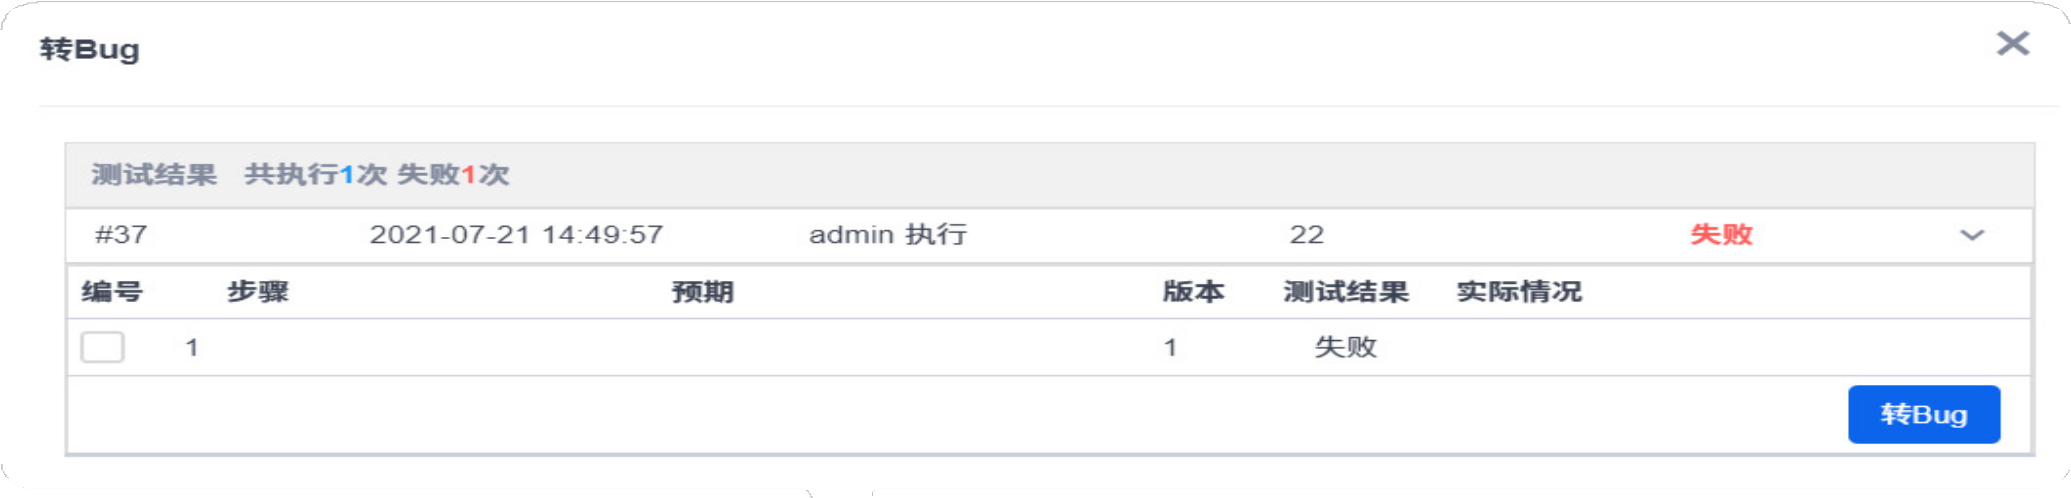 转Bug
测试结果 共执行1次 失败1次
#37 2021-07-21 14:49:57 admin 执行 22 失败
编号 步骤 预期 版本 测试结果 实际情况
1 1 失败
转Bug